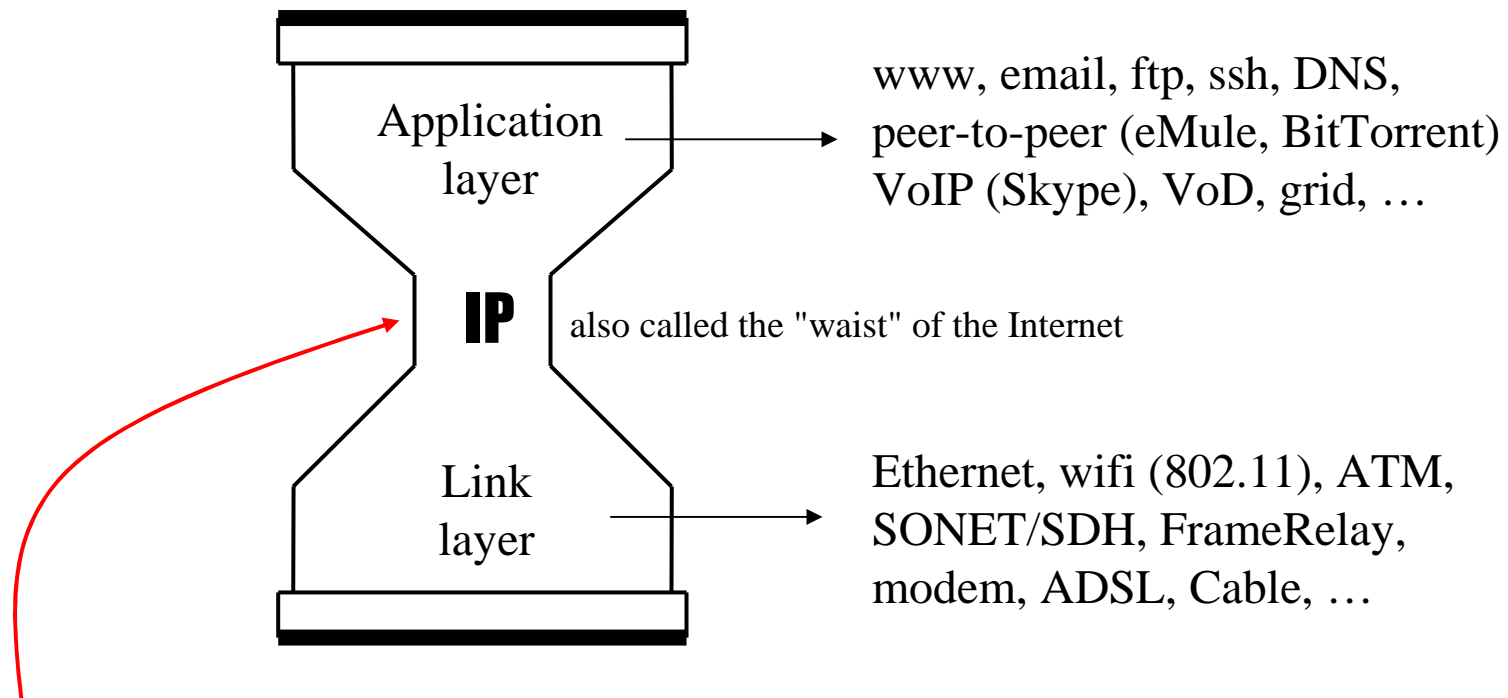 Application
layer
www, email, ftp, ssh, DNS,
peer-to-peer (eMule, BitTorrent)
VoIP (Skype), VoD, grid, …
IP
also called the "waist" of the Internet
Link
layer
Ethernet, wifi (802.11), ATM,
SONET/SDH, FrameRelay,
modem, ADSL, Cable, …